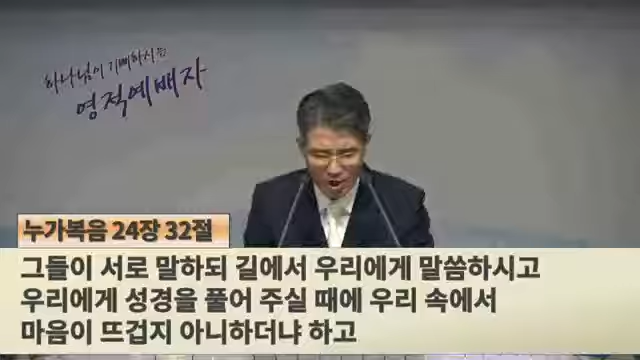 하나님이 기뻐하시는
영적예배자
누가복음 24장 32절
그들이 서로 말하되 길에서 우리에게 말씀하시고
우리에게 성경을 풀어 주실 때에 우리 속에서
마음이 뜨겁지 아니하더냐 하고